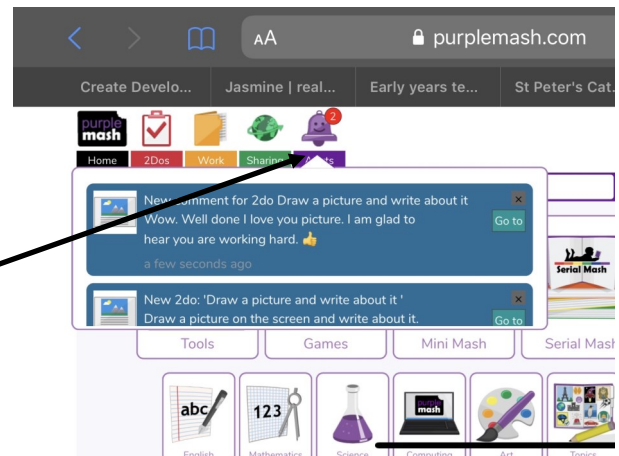 AA
purplemash.com
Create Develo...
Jasmine | real...
Early years te...
St Peter's Cat.
purple
mash
2
Home
2Dos
Work
Sharing
New comment for 2do Draw a picture and write about it
Wow. Well done I love you picture. I am glad to
hear you are working hard. 👍
a few seconds ago
Go to
New 2do: 'Draw a picture and write about it '
Draw a picture on the screen and write about it.
Go to
Serial Mash
Tools
Games
Mini Mash
Serial Mash
abc
123
purple
mash
English
Mathematics
Science
Computing
Art
Topics